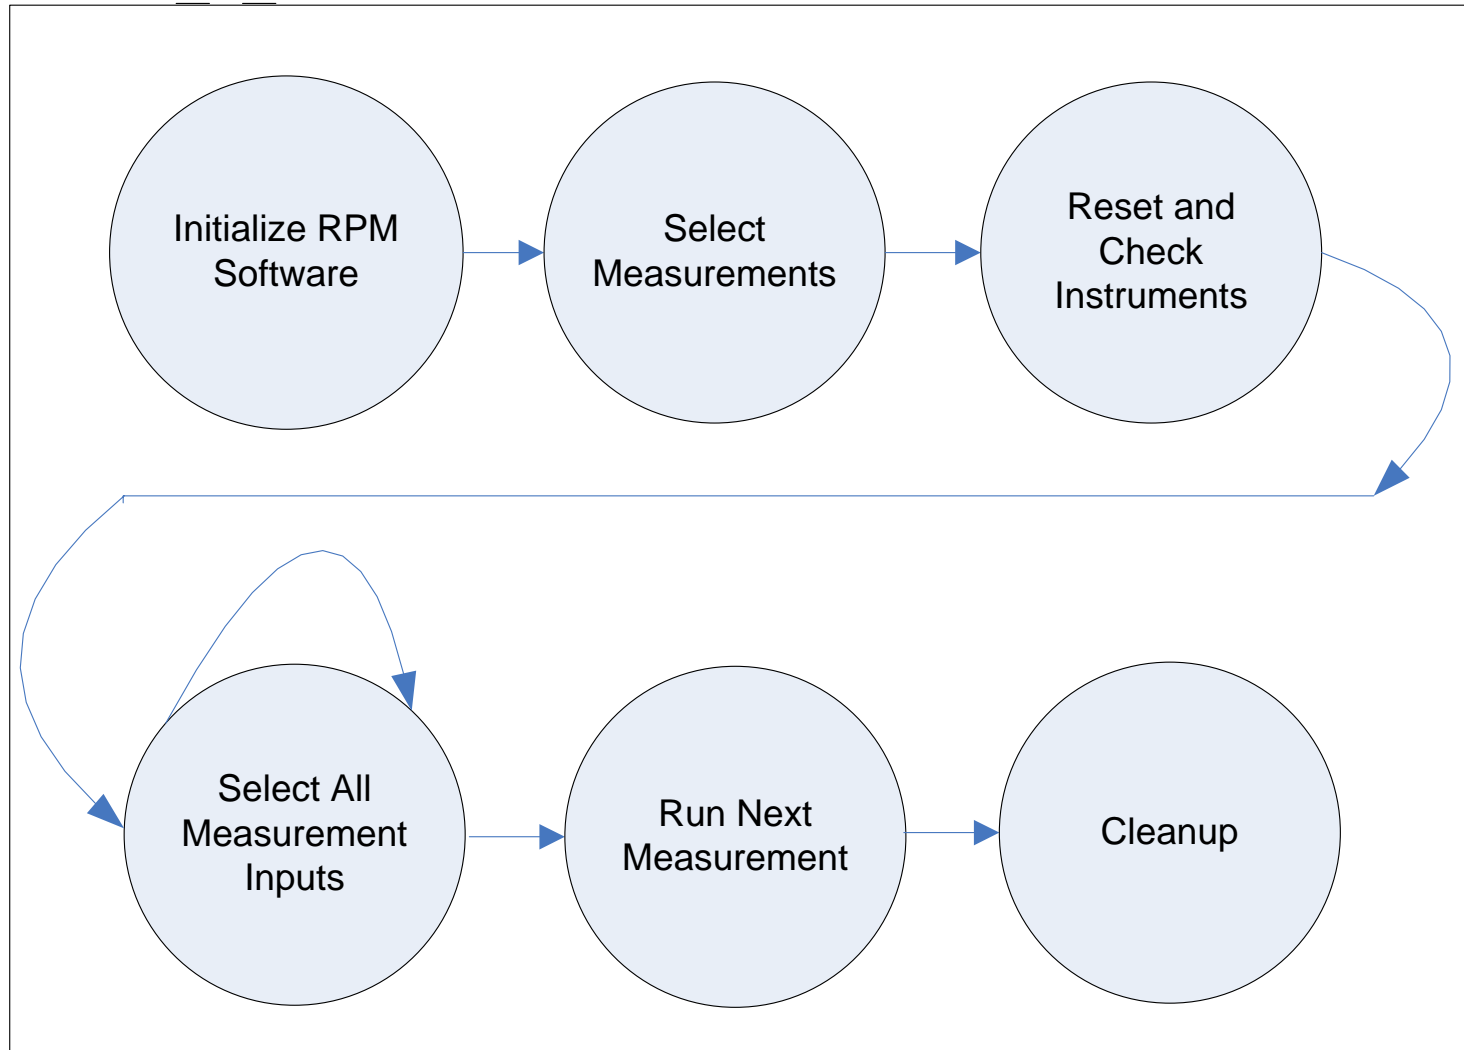 Initialize RPM
Software
Select
Measurements
Reset and
Check
Instruments
Select All
Measurement
Inputs
Run Next
Measurement
Cleanup